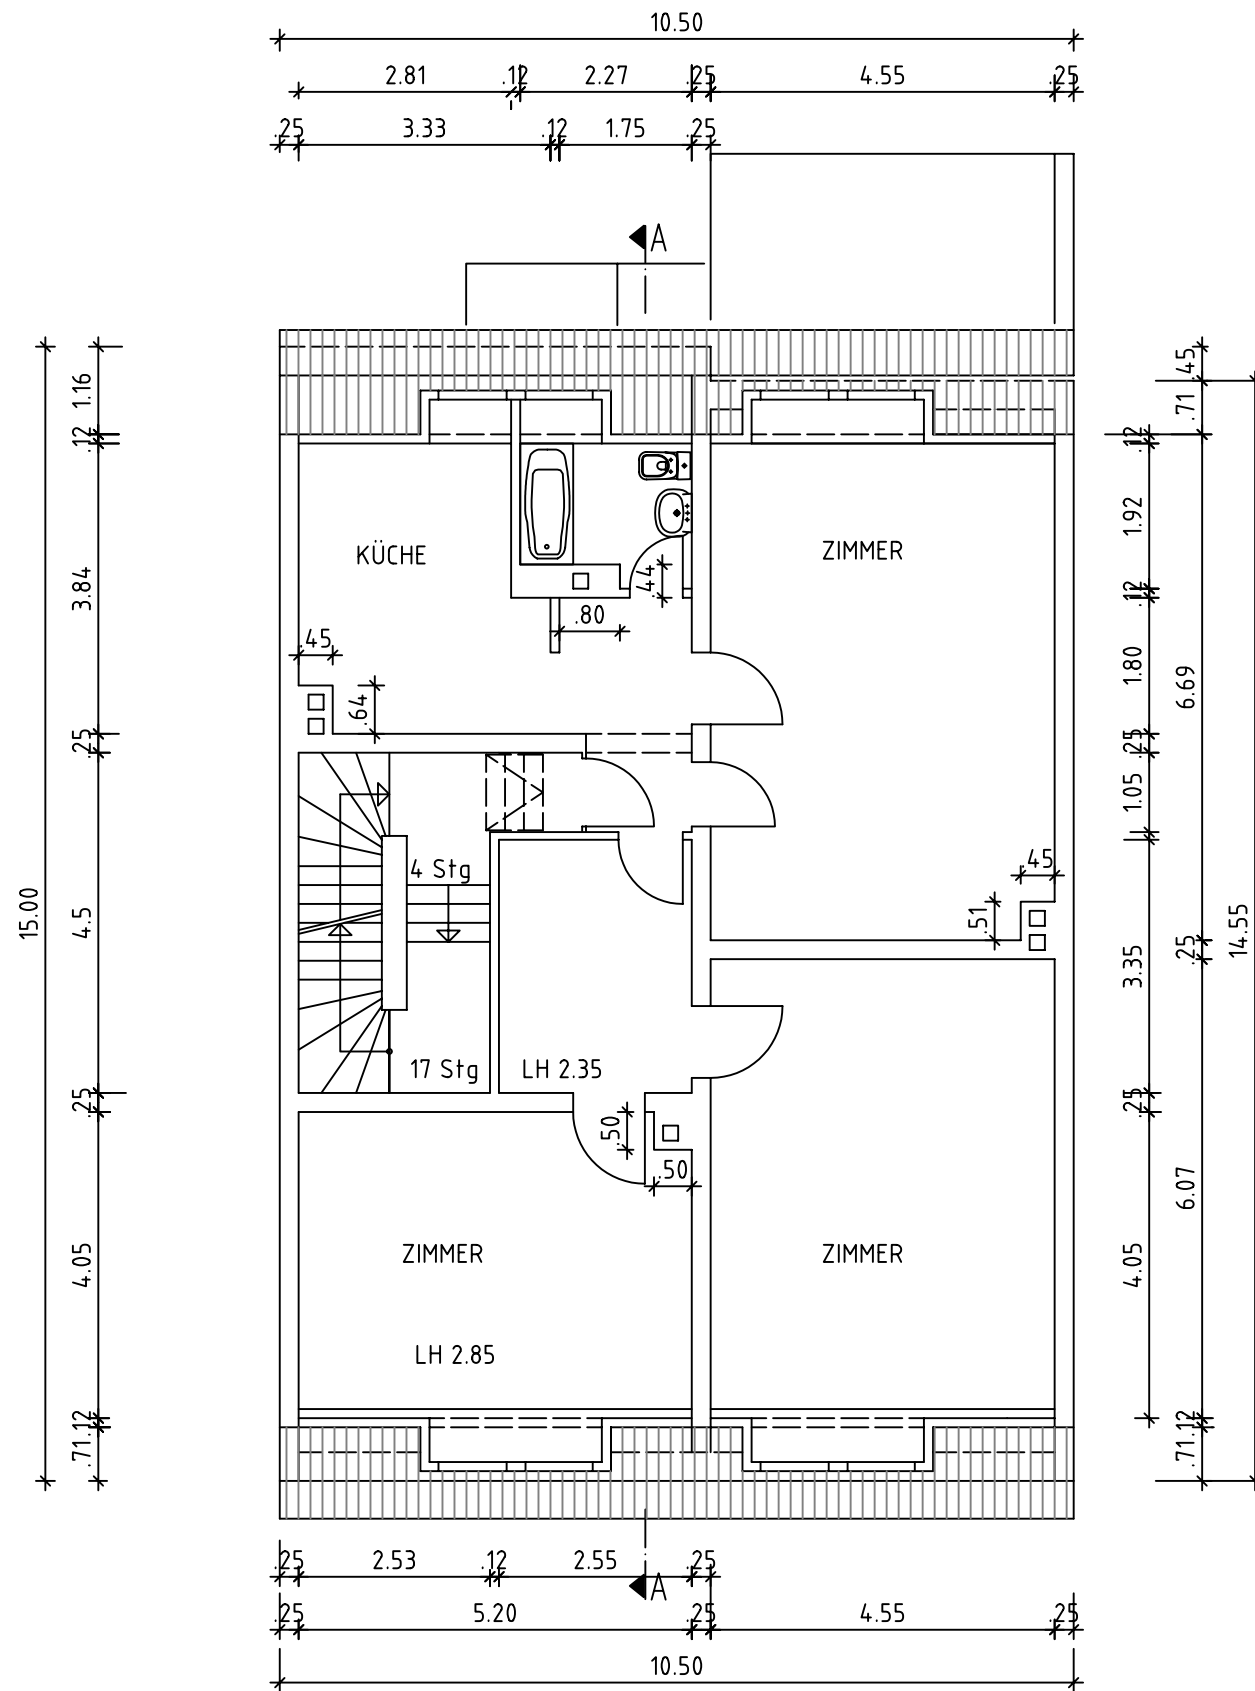 10.50
2.81 .12 2.27 .25 4.55 .25
.25 3.33 .12 1.75 .25
A
1.16
.12
3.84
.25
4.5
.25
4.05
.12
.71
15.00
KÜCHE
ZIMMER
.44
.80
.45
.64
4 Stg
.45
.51
17 Stg
LH 2.35
.50
.50
ZIMMER
ZIMMER
LH 2.85
.12
1.92
.12
1.80
.25
1.05
3.35
.25
4.05
.45
.71
6.69
.25
6.07
.12
.71
14.55
.25 2.53 .12 2.55 .25
A
.25 5.20 .25 4.55 .25
10.50